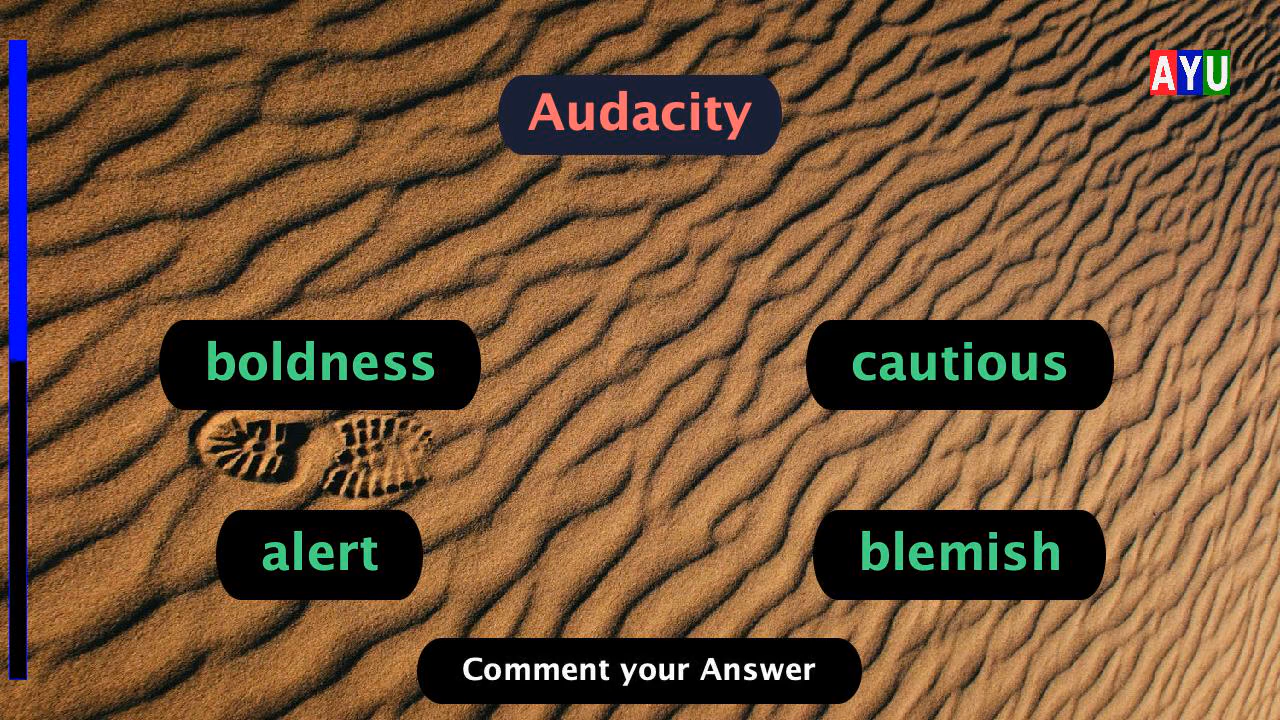 AYU
Audacity
boldness
cautious
alert
blemish
Comment your Answer